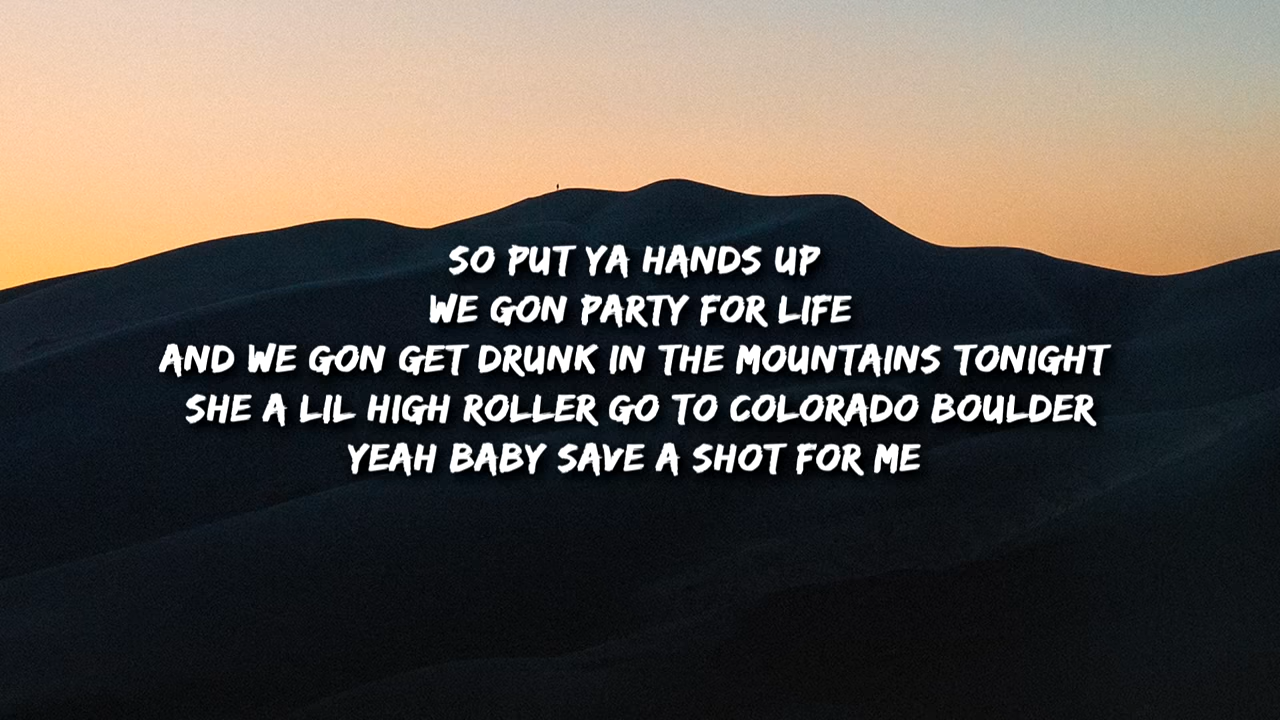 SO PUT YA HANDS UP
WE GON PARTY FOR LIFE
AND WE GON GET DRUNK IN THE MOUNTAINS TONIGHT
SHE A LIL HIGH ROLLER GO TO COLORADO BOULDER
YEAH BABY SAVE A SHOT FOR ME